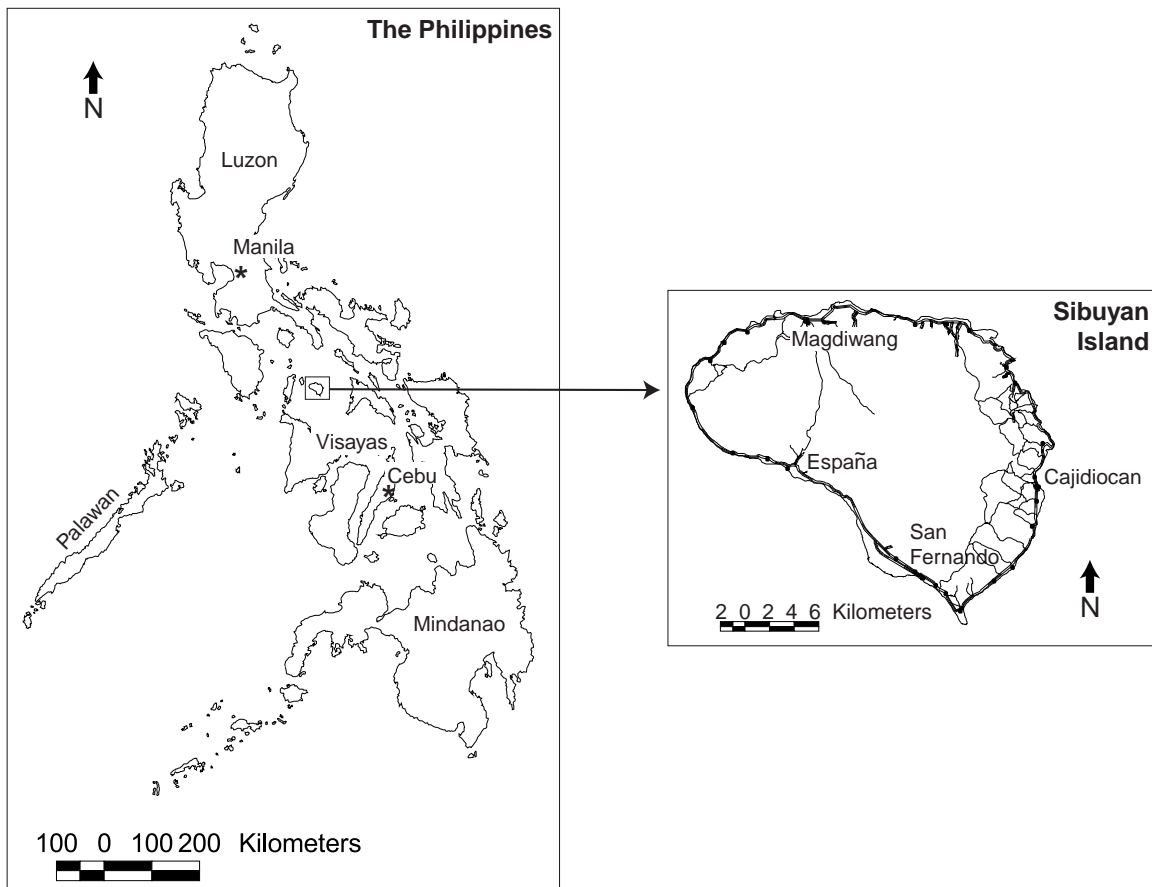 The Philippines
N
Luzon
Manila
*
Visayas
Cebu
*
Palawan
Mindanao
100 0 100 200 Kilometers
Sibuyan
Island
Magdiwang
España
Cajidiocan
San
Fernando
N
2 0 2 4 6 Kilometers